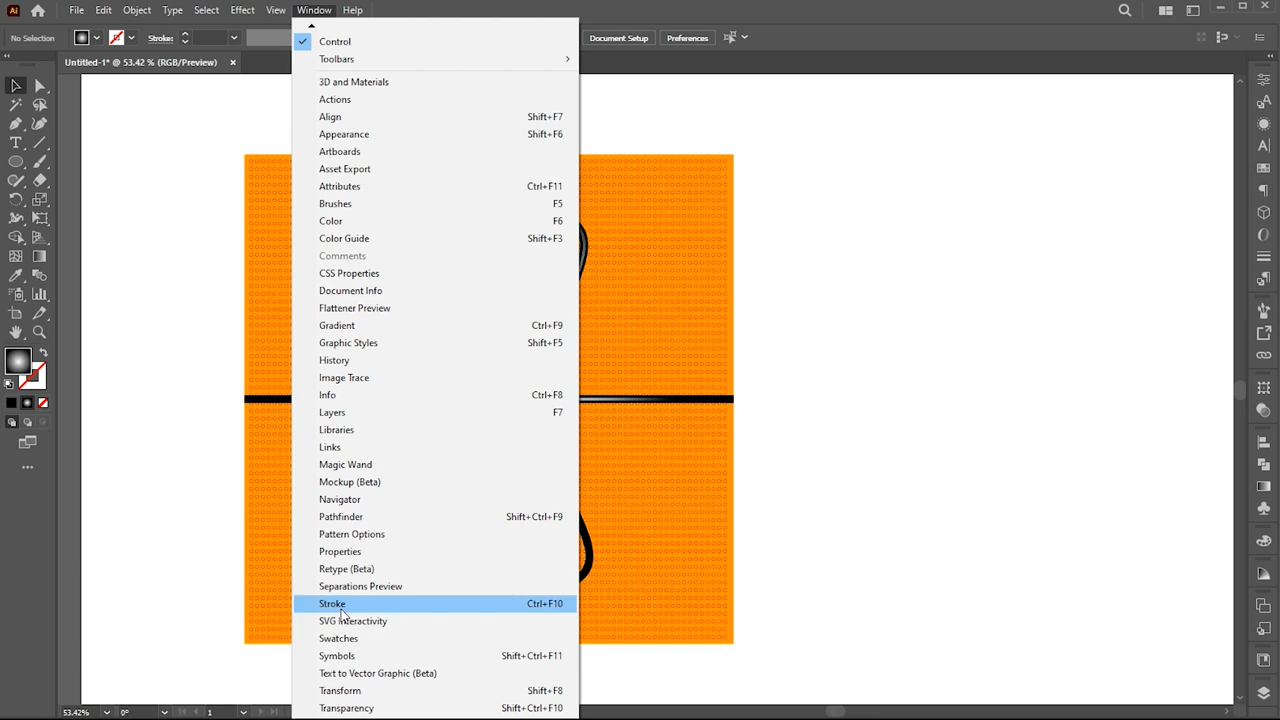 Ai File Edit Object Type Select Effect View Window Help
No Selection Stroke: Document Setup Preferences
Untitled-1* @ 53.42 % (RGB/Preview) ×
Control
Toolbars
3D and Materials
Actions
Align Shift+F7
Appearance Shift+F6
Artboards
Asset Export
Attributes Ctrl+F11
Brushes F5
Color F6
Color Guide Shift+F3
Comments
CSS Properties
Document Info
Flattener Preview
Gradient Ctrl+F9
Graphic Styles Shift+F5
History
Image Trace
Info Ctrl+F8
Layers F7
Libraries
Links
Magic Wand
Mockup (Beta)
Navigator
Pathfinder Shift+Ctrl+F9
Pattern Options
Properties
Retype (Beta)
Separations Preview
Stroke Ctrl+F10
SVG Interactivity
Swatches
Symbols Shift+Ctrl+F11
Text to Vector Graphic (Beta)
Transform Shift+F8
Transparency Shift+Ctrl+F10
53.42% 0° 1